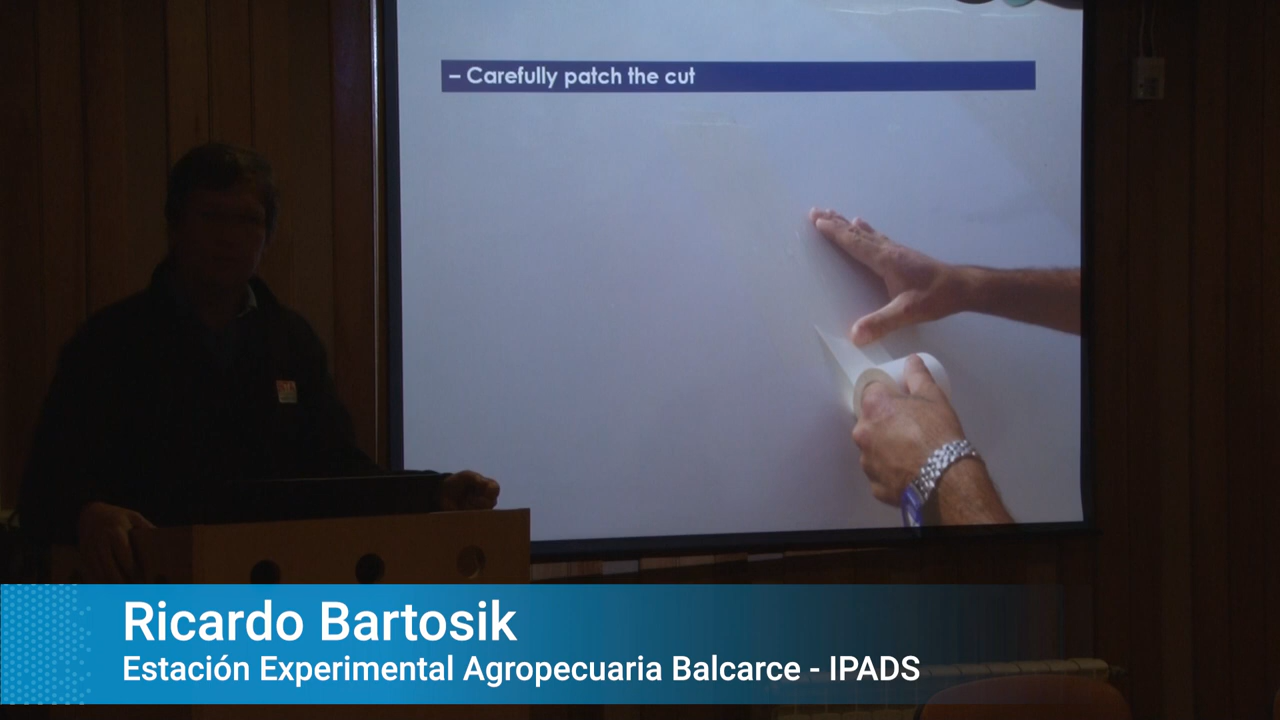 – Carefully patch the cut
Ricardo Bartosik
Estación Experimental Agropecuaria Balcarce - IPADS